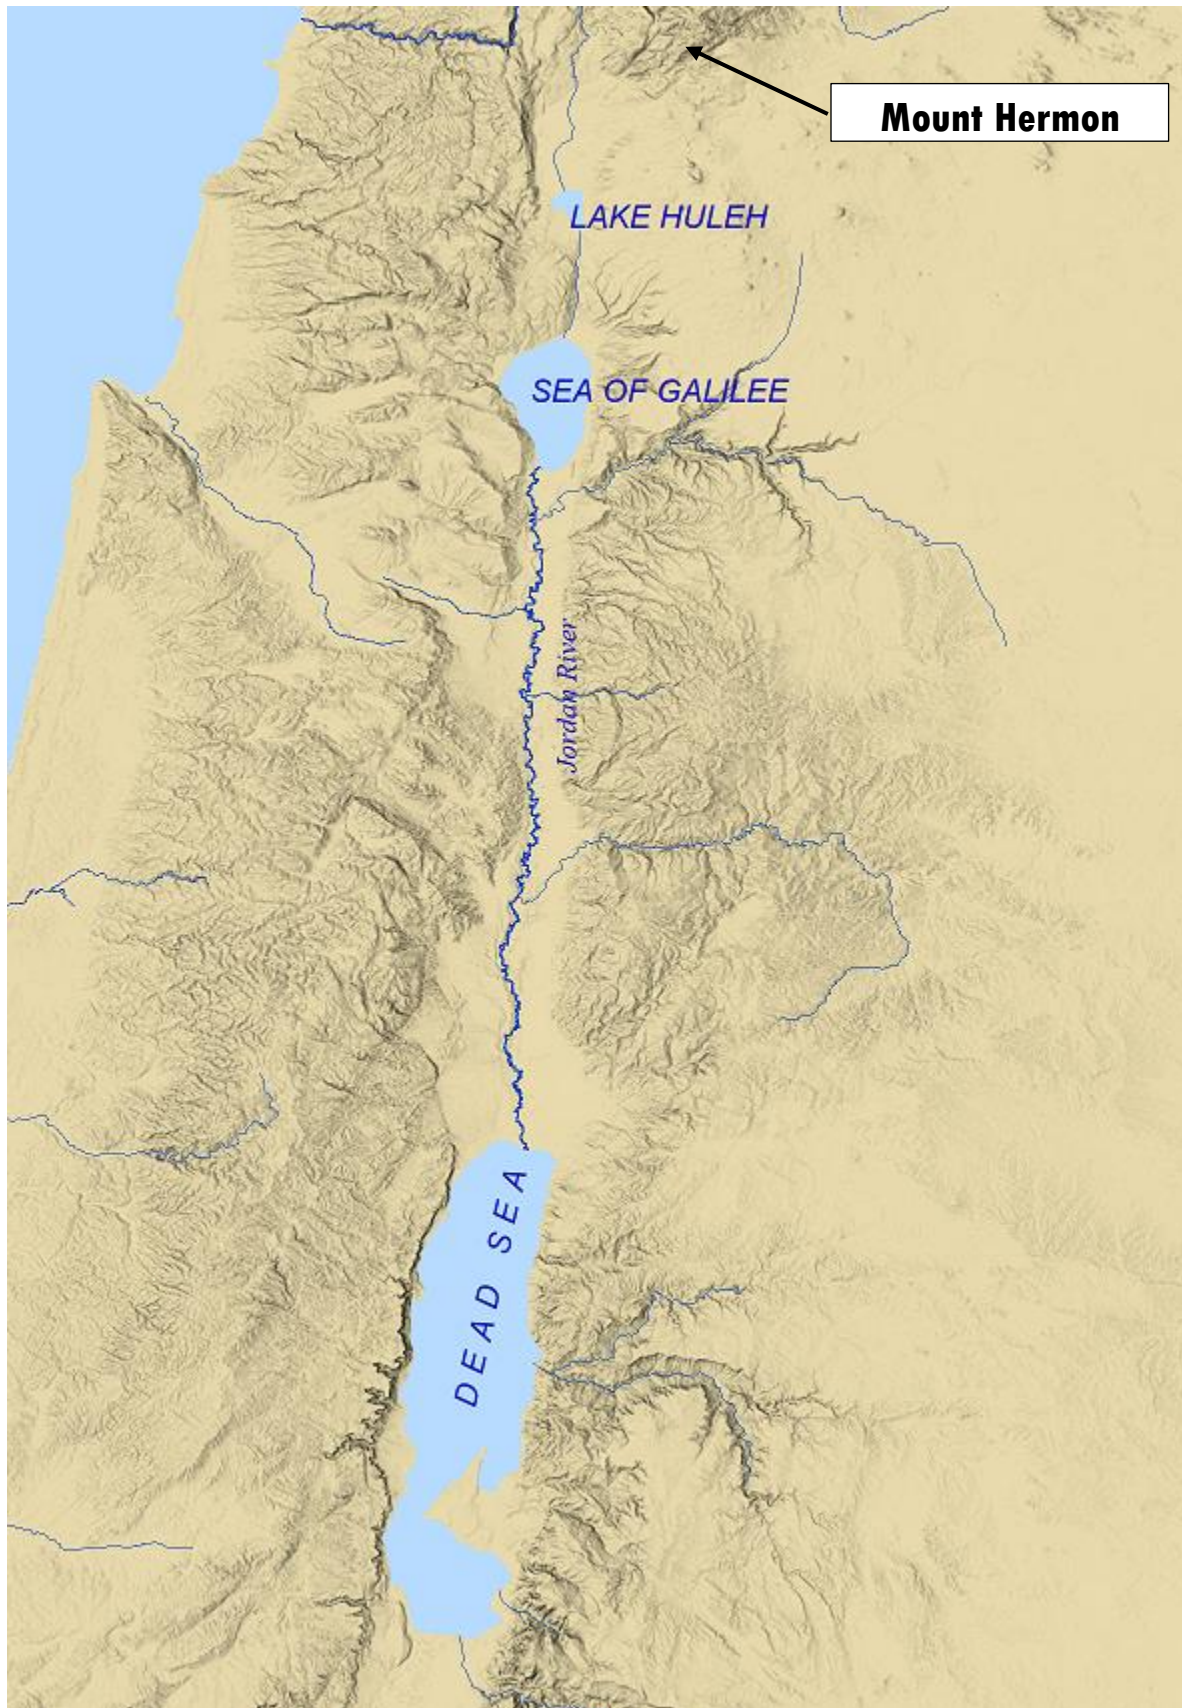 Mount Hermon
LAKE HULEH
SEA OF GALILEE
Jordan River
DEAD SEA